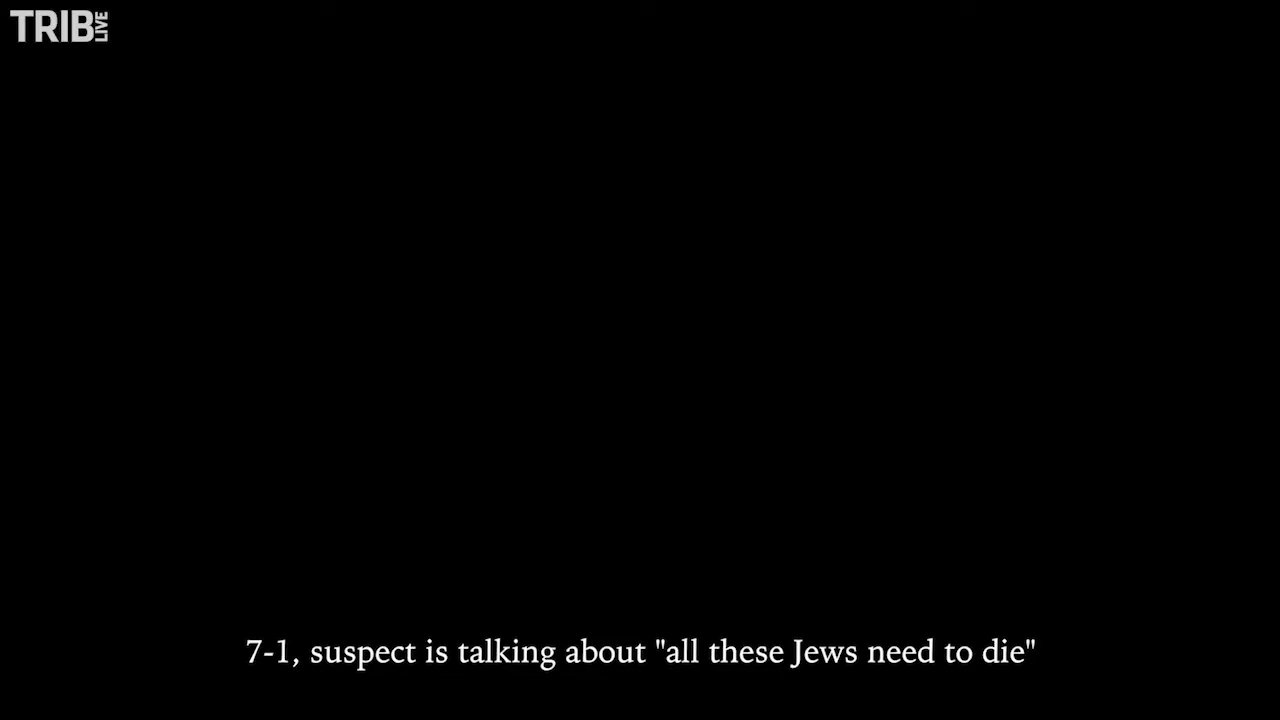 TRIB LIVE
7-1, suspect is talking about "all these Jews need to die"